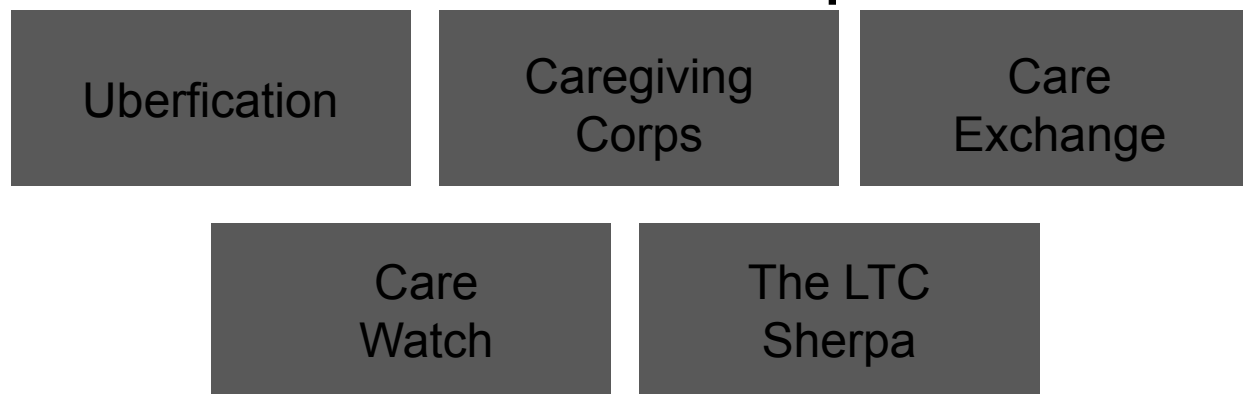 Uberfication
Caregiving
Corps
Care
Exchange
Care
Watch
The LTC
Sherpa